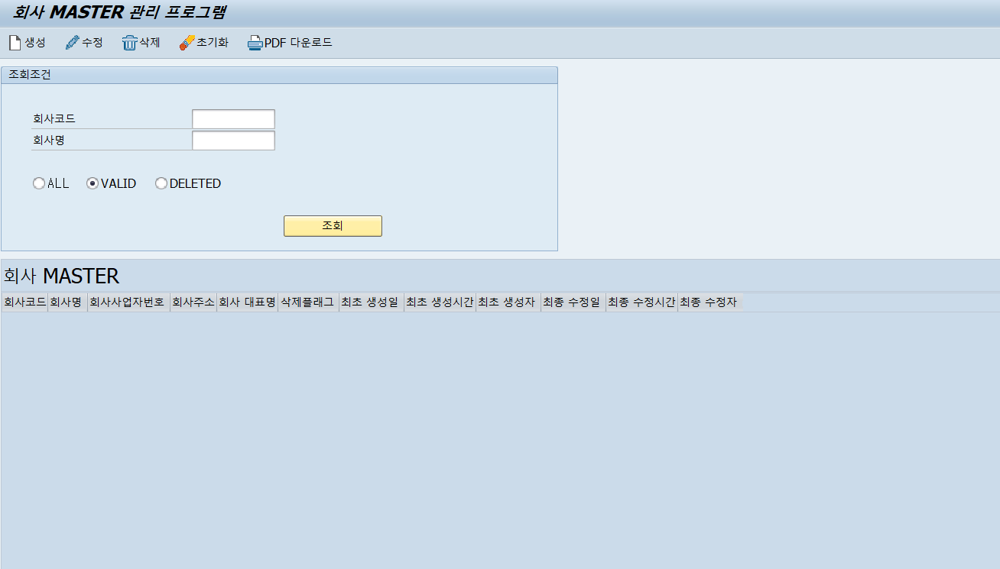 회사 MASTER 관리 프로그램
생성 수정 삭제 초기화 PDF 다운로드
조회조건
회사코드
회사명
ALL VALID DELETED
조회
회사 MASTER
회사코드 회사명 회사사업자번호 회사주소 회사 대표명 삭제플래그 최초 생성일 최초 생성시간 최초 생성자 최종 수정일 최종 수정시간 최종 수정자